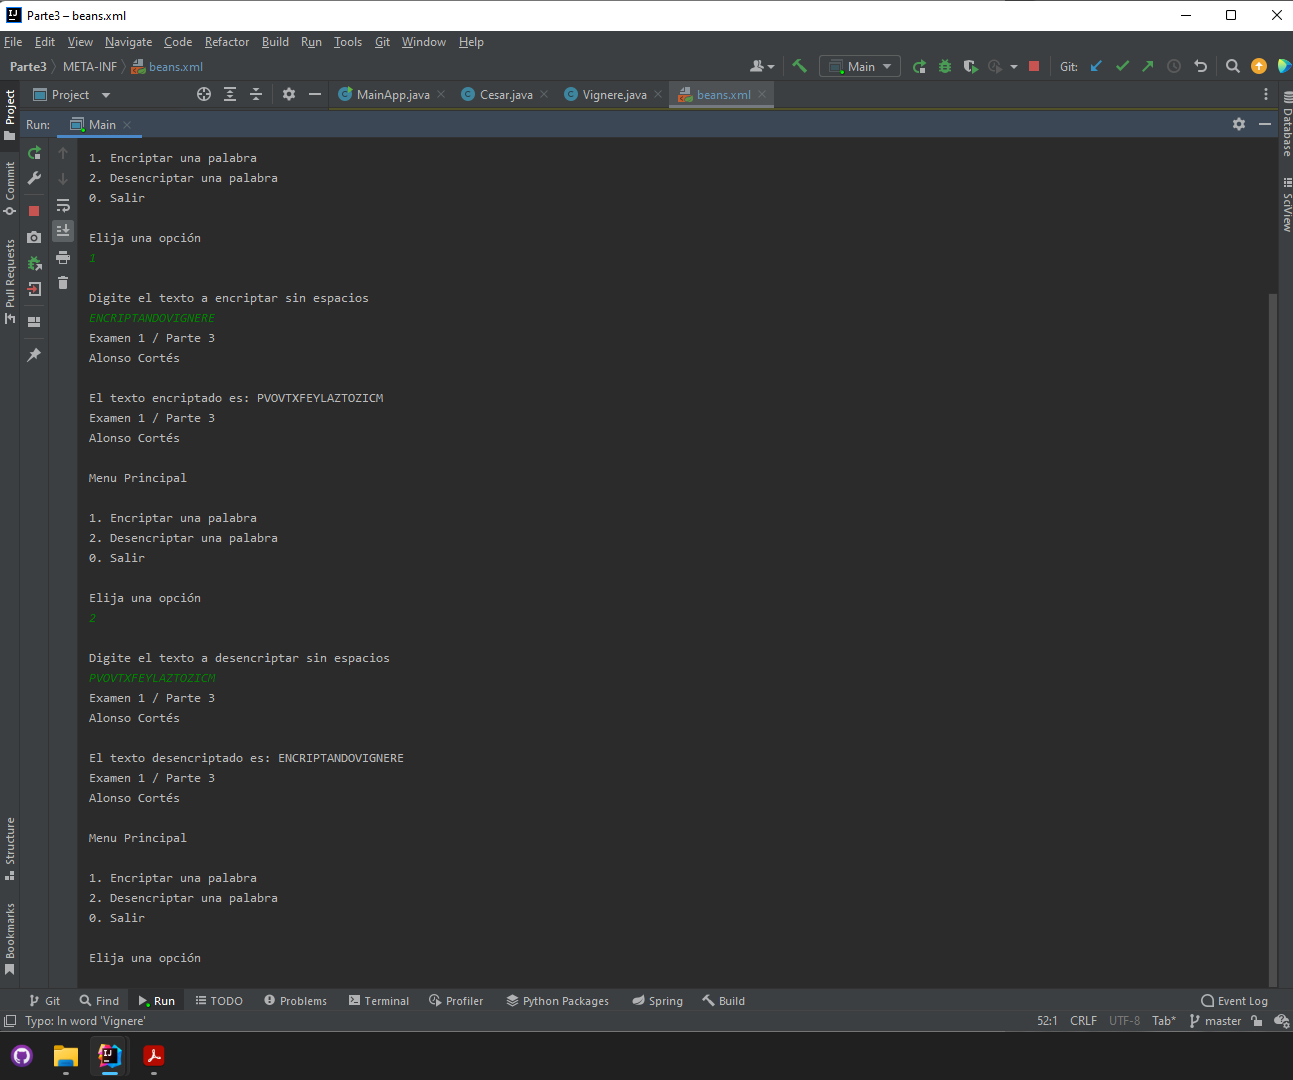 Parte3 – beans.xml
File Edit View Navigate Code Refactor Build Run Tools Git Window Help
Parte3 META-INF beans.xml Main Git:
Project MainApp.java Cesar.java Vignere.java beans.xml
Run: Main
Project
Commit
Pull Requests
Structure
Bookmarks
Database
SciView
1. Encriptar una palabra
2. Desencriptar una palabra
0. Salir
Elija una opción
1
Digite el texto a encriptar sin espacios
ENCRIPTANDOVIGNERE
Examen 1 / Parte 3
Alonso Cortés
El texto encriptado es: PVOVTXFEYLAZTOZICM
Examen 1 / Parte 3
Alonso Cortés
Menu Principal
1. Encriptar una palabra
2. Desencriptar una palabra
0. Salir
Elija una opción
2
Digite el texto a desencriptar sin espacios
PVOVTXFEYLAZTOZICM
Examen 1 / Parte 3
Alonso Cortés
El texto desencriptado es: ENCRIPTANDOVIGNERE
Examen 1 / Parte 3
Alonso Cortés
Menu Principal
1. Encriptar una palabra
2. Desencriptar una palabra
0. Salir
Elija una opción
Git Find Run TODO Problems Terminal Profiler Python Packages Spring Build Event Log
Typo: In word 'Vignere' 52:1 CRLF UTF-8 Tab* master